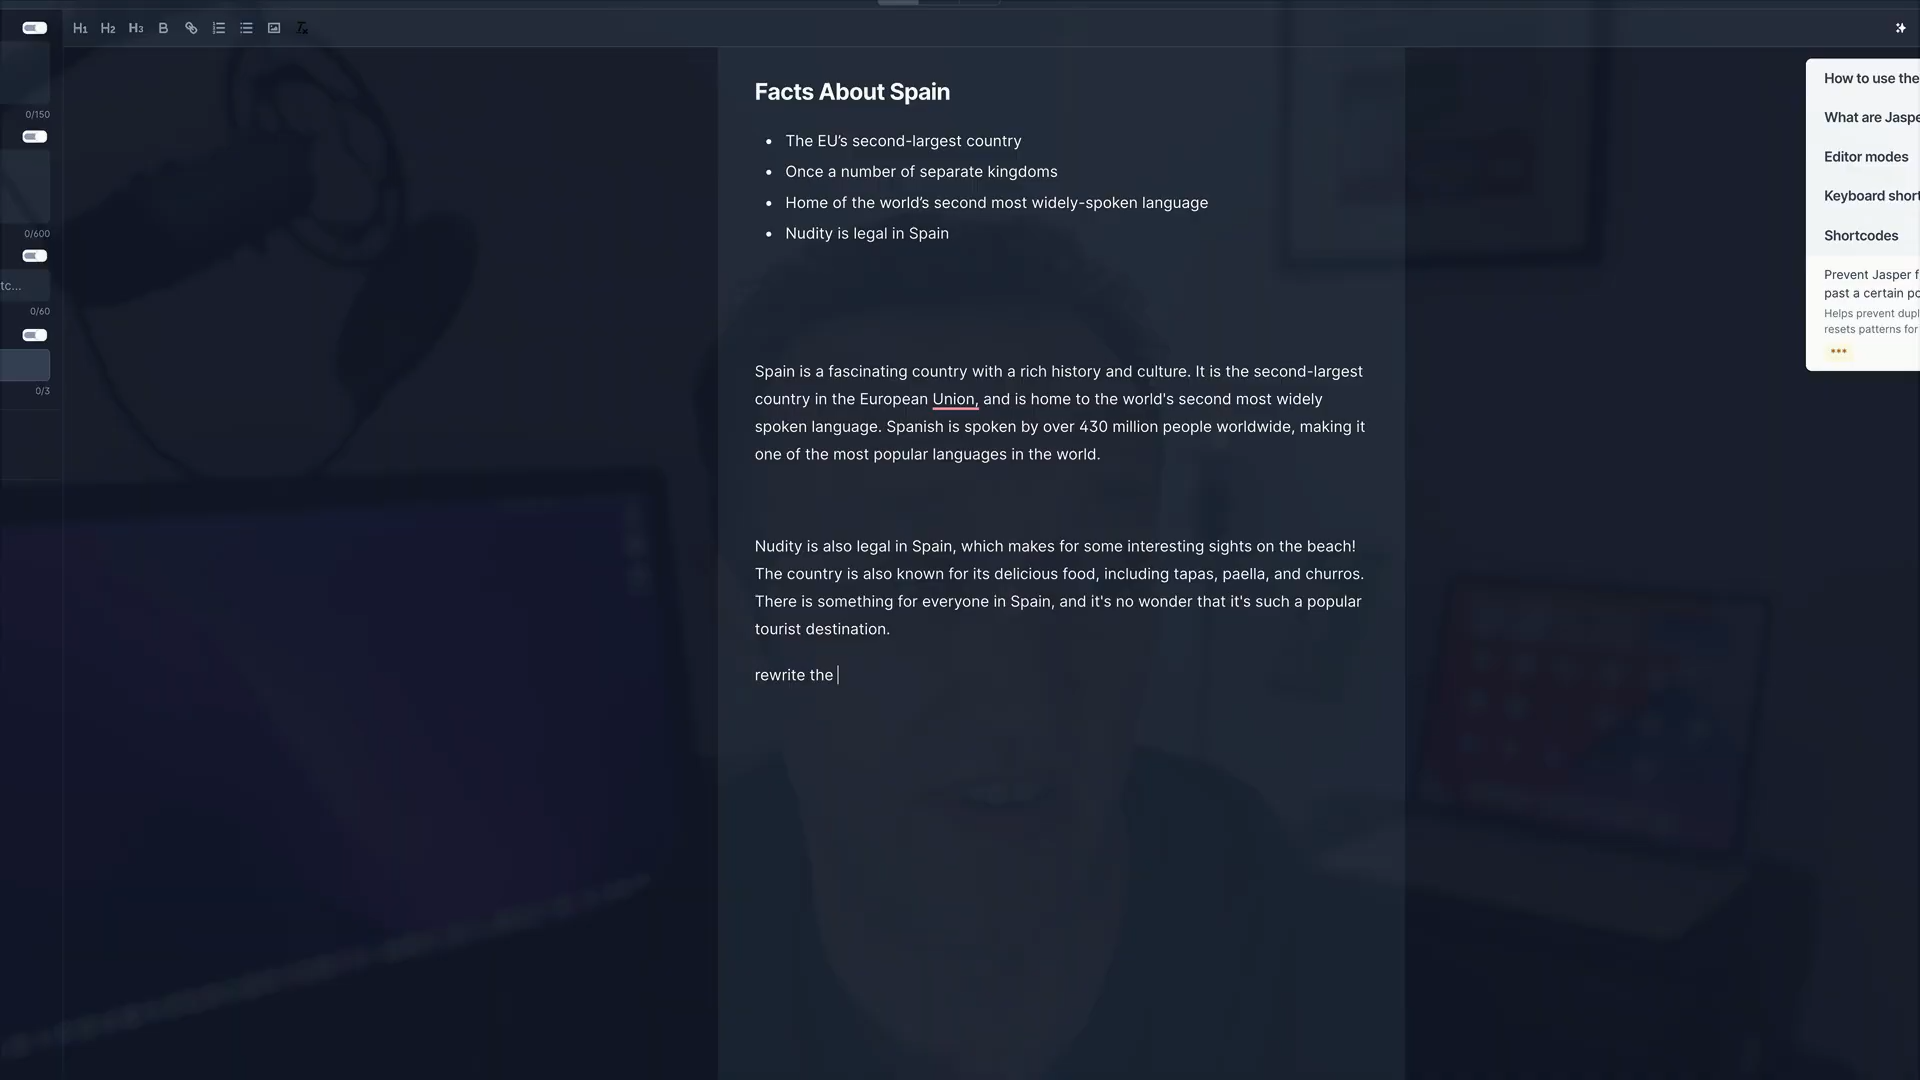 H1 H2 H3 B
0/150
0/600
tc...
0/60
0/3
Facts About Spain
• The EU’s second-largest country
• Once a number of separate kingdoms
• Home of the world’s second most widely-spoken language
• Nudity is legal in Spain
Spain is a fascinating country with a rich history and culture. It is the second-largest
country in the European Union, and is home to the world's second most widely
spoken language. Spanish is spoken by over 430 million people worldwide, making it
one of the most popular languages in the world.
Nudity is also legal in Spain, which makes for some interesting sights on the beach!
The country is also known for its delicious food, including tapas, paella, and churros.
There is something for everyone in Spain, and it's no wonder that it's such a popular
tourist destination.
rewrite the
How to use the
What are Jaspe
Editor modes
Keyboard short
Shortcodes
Prevent Jasper f
past a certain po
Helps prevent dupl
resets patterns for
***